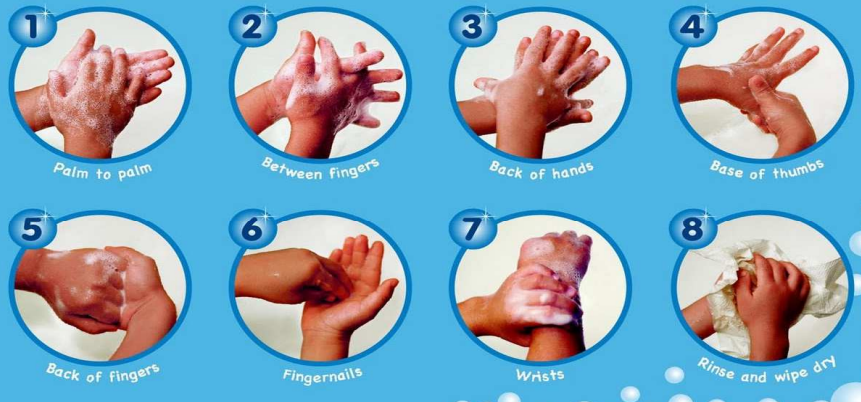 1
Palm to palm
2
Between fingers
3
Back of hands
4
Base of thumbs
5
Back of fingers
6
Fingernails
7
Wrists
8
Rinse and wipe dry